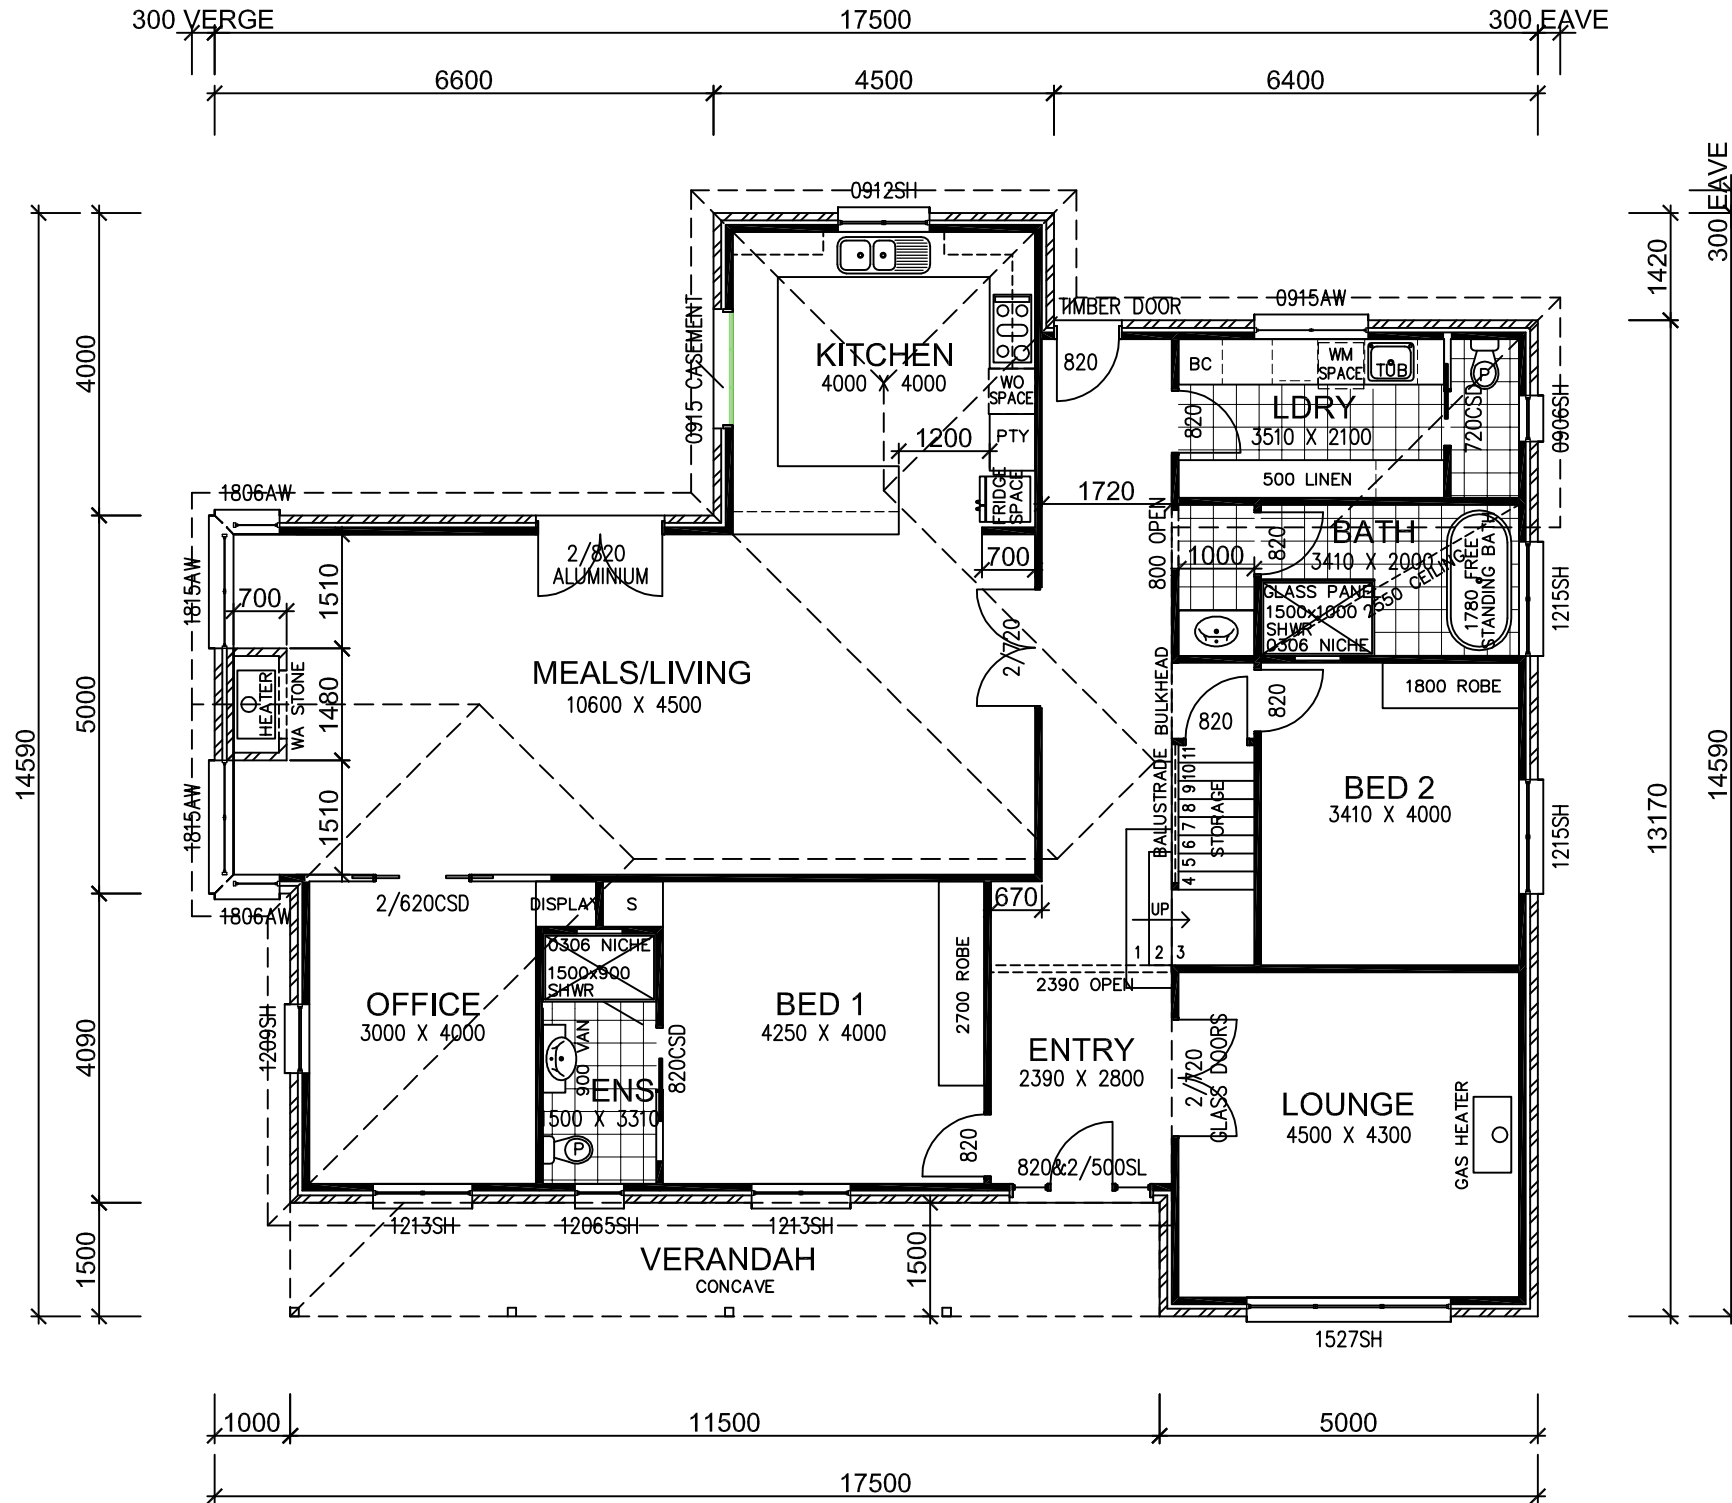 300 VERGE
17500
300 EAVE
6600
4500
6400
300 EAVE
0912SH
TIMBER DOOR
0915AW
1420
4000
0915 CASEMENT
KITCHEN
4000 X 4000
WO
SPACE
PTY
FRIDGE
SPACE
1200
820
BC
WM
SPACE
TUB
P
LDRY
3510 X 2100
820
720CSD
0906SH
500 LINEN
1720
1806AW
2/820
ALUMINIUM
700
800 OPEN
1000
820
BATH
3410 X 2000
2550 CEILING
1780 FREE
STANDING BATH
1215SH
GLASS PANEL
1500x1000
SHWR
0306 NICHE
1815AW
700
1510
MEALS/LIVING
10600 X 4500
2/720
HEATER
WA STONE
1480
5000
14590
1815AW
1510
BALUSTRADE BULKHEAD
820
820
1800 ROBE
BED 2
3410 X 4000
1215SH
13170
14590
STORAGE
11
10
9
8
7
6
5
4
UP
1 2 3
1806AW
2/620CSD
DISPLAY
S
670
0306 NICHE
1500x900
SHWR
2700 ROBE
2390 OPEN
OFFICE
3000 X 4000
1209SH
4090
900 VAN
ENS
1500 X 3310
P
820CSD
BED 1
4250 X 4000
820
ENTRY
2390 X 2800
820&2/500SL
2/720
GLASS DOORS
LOUNGE
4500 X 4300
GAS HEATER
1213SH
12065SH
1213SH
1500
VERANDAH
CONCAVE
1500
1527SH
1000
11500
5000
17500